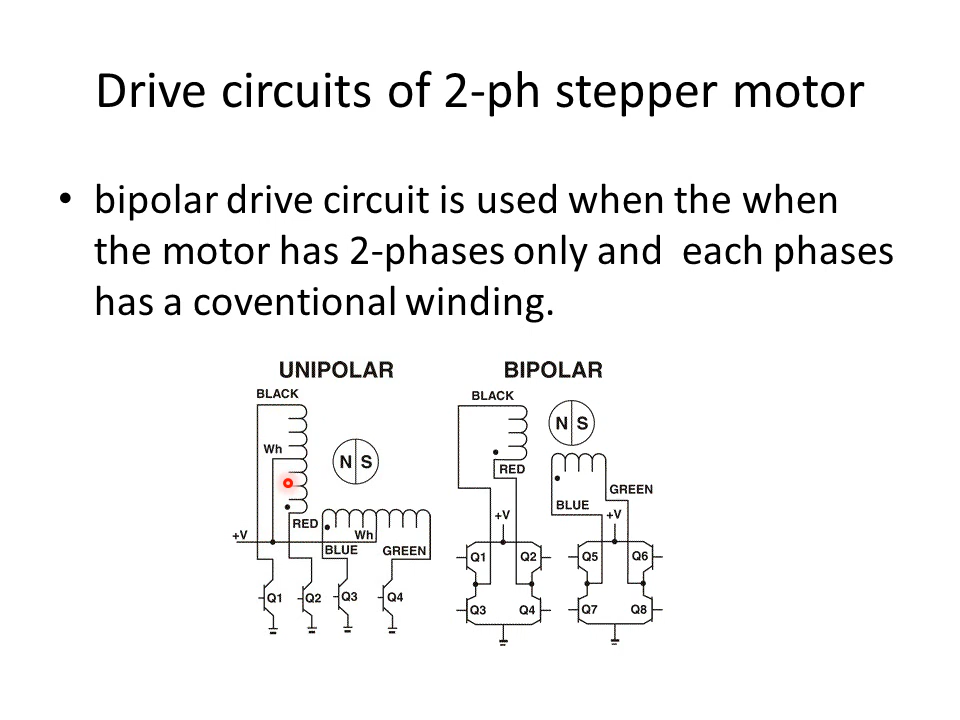 Drive circuits of 2-ph stepper motor
• bipolar drive circuit is used when the when
the motor has 2-phases only and  each phases
has a coventional winding.
UNIPOLAR
BLACK
Wh
N S
RED
+V
Wh
BLUE
GREEN
Q1
Q2
Q3
Q4
BIPOLAR
BLACK
N S
RED
GREEN
BLUE
+V
+V
Q1
Q2
Q5
Q6
Q3
Q4
Q7
Q8